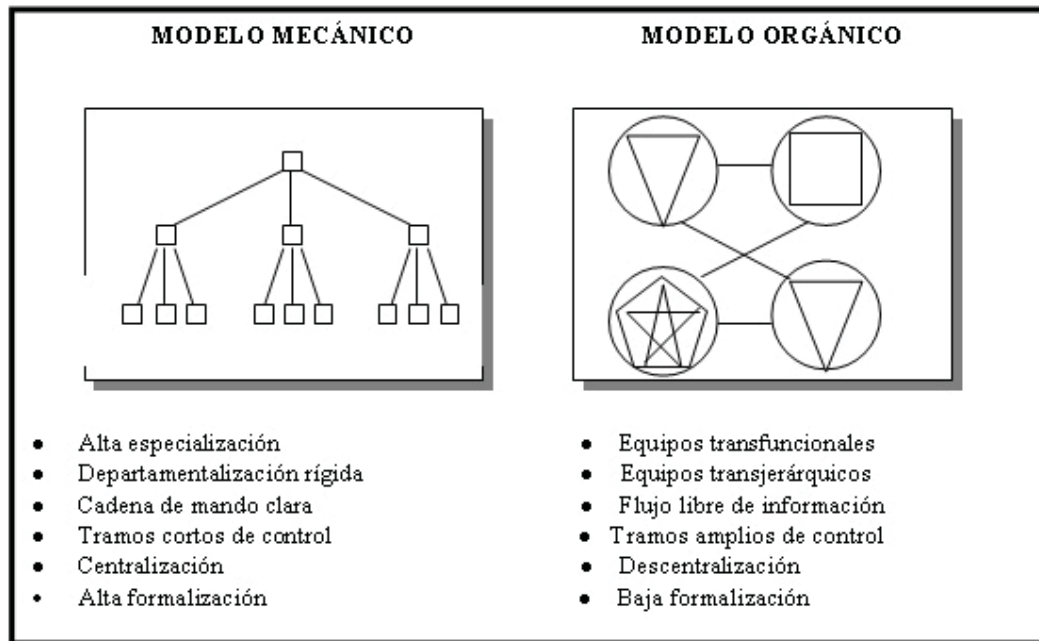 MODELO MECÁNICO
MODELO ORGÁNICO
● Alta especialización
● Departamentalización rígida
● Cadena de mando clara
● Tramos cortos de control
● Centralización
• Alta formalización
● Equipos transfuncionales
● Equipos transjerárquicos
● Flujo libre de información
● Tramos amplios de control
● Descentralización
● Baja formalización